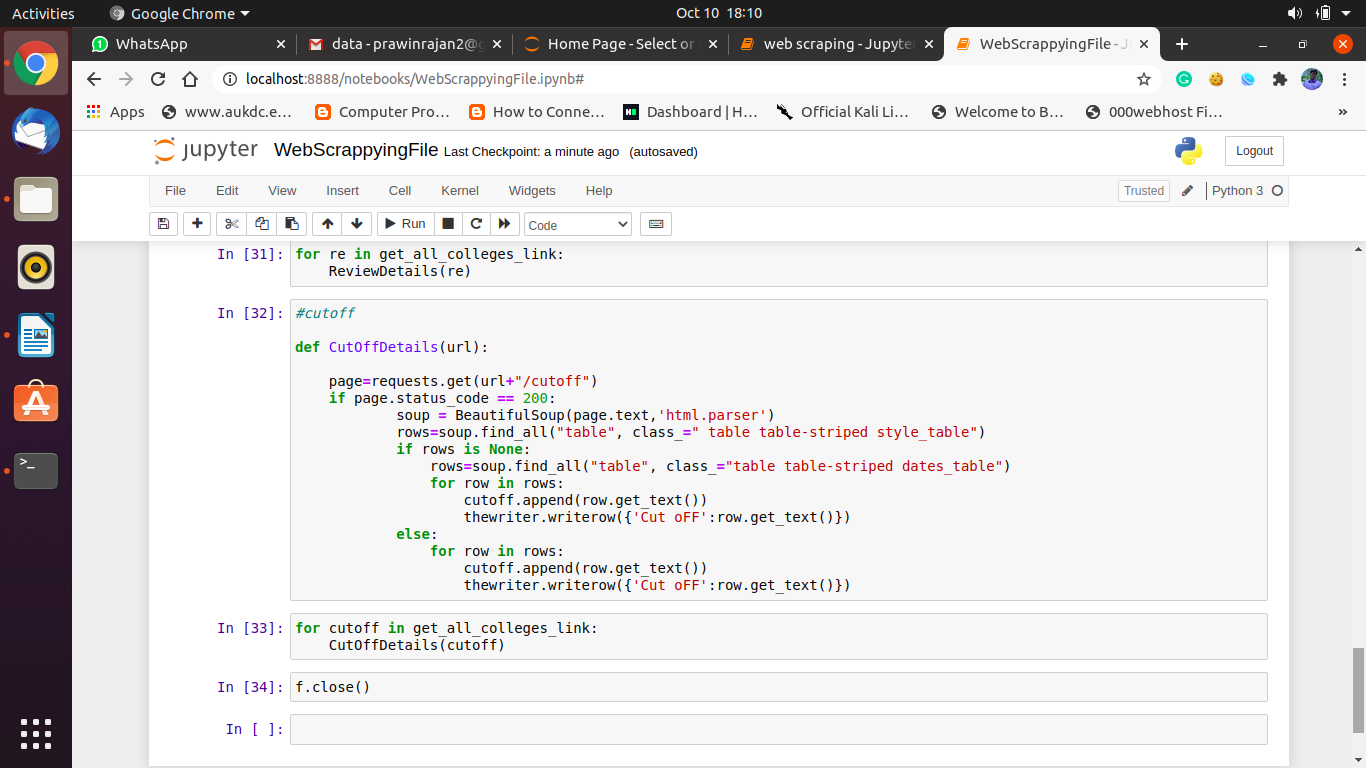 Activities Google Chrome Oct 10 18:10
WhatsApp data - prawinrajan2@ Home Page - Select or web scraping - Jupyter WebScrappyingFile - J
localhost:8888/notebooks/WebScrappyingFile.ipynb#
Apps www.aukdc.e... Computer Pro... How to Conne... Dashboard | H... Official Kali Li... Welcome to B... 000webhost Fi... »
jupyter WebScrappyingFile Last Checkpoint: a minute ago (autosaved) Logout
File Edit View Insert Cell Kernel Widgets Help Trusted Python 3
Run Code
In [31]: for re in get_all_colleges_link:
ReviewDetails(re)
In [32]: #cutoff
def CutOffDetails(url):
page=requests.get(url+"/cutoff")
if page.status_code == 200:
soup = BeautifulSoup(page.text,'html.parser')
rows=soup.find_all("table", class_=" table table-striped style_table")
if rows is None:
rows=soup.find_all("table", class_="table table-striped dates_table")
for row in rows:
cutoff.append(row.get_text())
thewriter.writerow({'Cut oFF':row.get_text()})
else:
for row in rows:
cutoff.append(row.get_text())
thewriter.writerow({'Cut oFF':row.get_text()})
In [33]: for cutoff in get_all_colleges_link:
CutOffDetails(cutoff)
In [34]: f.close()
In [ ]: